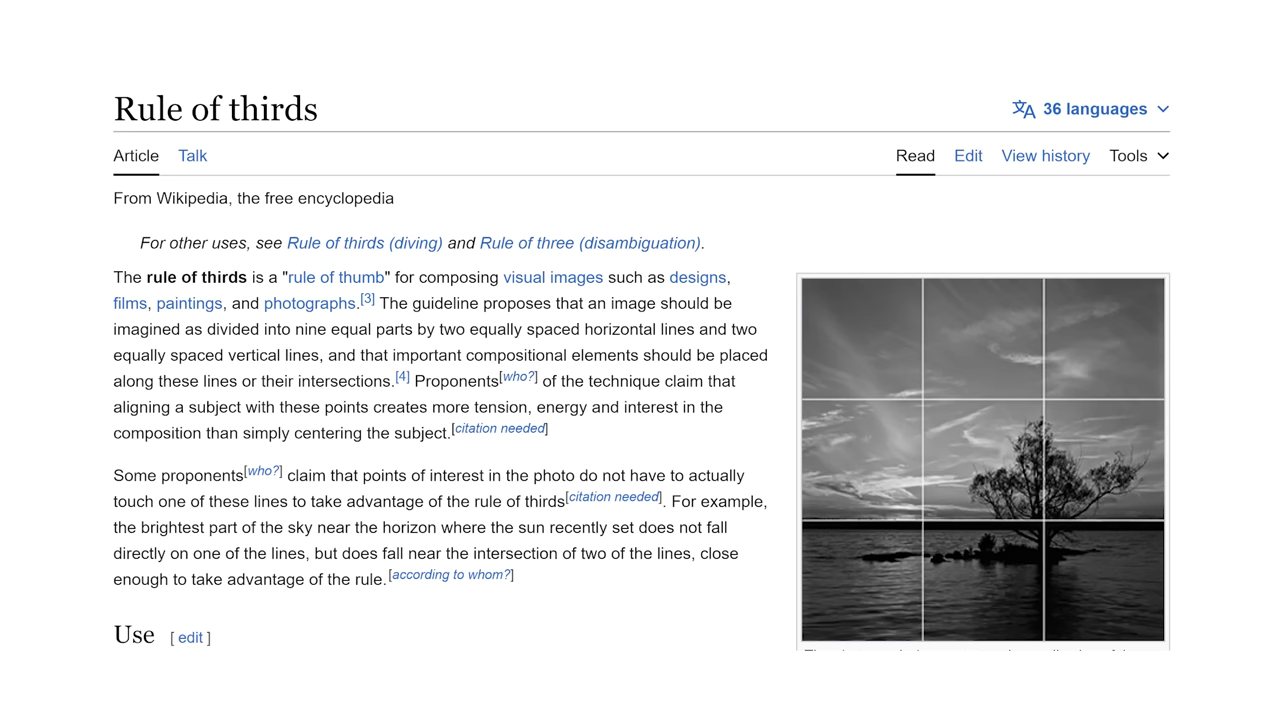 Rule of thirds
36 languages
Article Talk
Read Edit View history Tools
From Wikipedia, the free encyclopedia
For other uses, see Rule of thirds (diving) and Rule of three (disambiguation).
The rule of thirds is a "rule of thumb" for composing visual images such as designs,
films, paintings, and photographs.[3] The guideline proposes that an image should be
imagined as divided into nine equal parts by two equally spaced horizontal lines and two
equally spaced vertical lines, and that important compositional elements should be placed
along these lines or their intersections.[4] Proponents[who?] of the technique claim that
aligning a subject with these points creates more tension, energy and interest in the
composition than simply centering the subject.[citation needed]
Some proponents[who?] claim that points of interest in the photo do not have to actually
touch one of these lines to take advantage of the rule of thirds[citation needed]. For example,
the brightest part of the sky near the horizon where the sun recently set does not fall
directly on one of the lines, but does fall near the intersection of two of the lines, close
enough to take advantage of the rule.[according to whom?]
Use [ edit ]